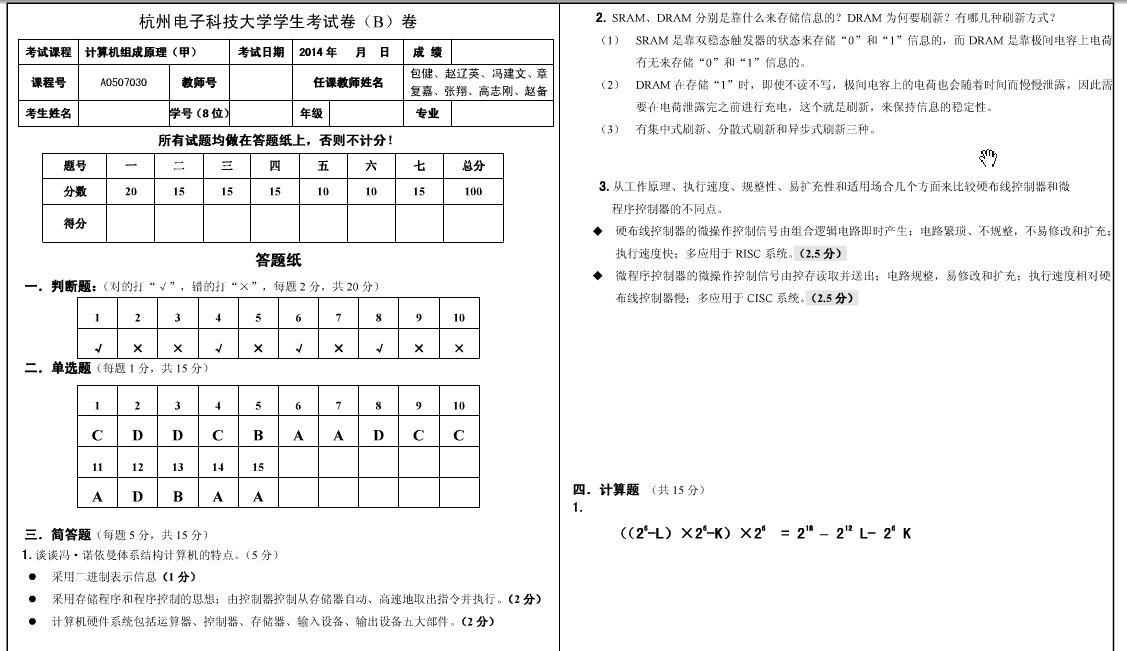 杭州电子科技大学学生考试卷（B）卷
考试课程 计算机组成原理（甲） 考试日期 2014 年 月 日 成 绩
课程号 A0507030 教师号 任课教师姓名 包健、赵辽英、冯建文、章复嘉、张翔、高志刚、赵备
考生姓名 学号（8 位） 年级 专业
所有试题均做在答题纸上，否则不计分！
题号 一 二 三 四 五 六 七 总分
分数 20 15 15 15 10 10 15 100
得分
答题纸
一．判断题：（对的打“√”，错的打“×”，每题 2 分，共 20 分）
1 2 3 4 5 6 7 8 9 10
√ × × √ × √ × √ × ×
二．单选题（每题 1 分，共 15 分）
1 2 3 4 5 6 7 8 9 10
C D D C B A A D C C
11 12 13 14 15
A D B A A
三．简答题（每题 5 分，共 15 分）
1. 谈谈冯·诺依曼体系结构计算机的特点。（5 分）
● 采用二进制表示信息（1 分）
● 采用存储程序和程序控制的思想；由控制器控制从存储器自动、高速地取出指令并执行。（2 分）
● 计算机硬件系统包括运算器、控制器、存储器、输入设备、输出设备五大部件。（2 分）
2. SRAM、DRAM 分别是靠什么来存储信息的？DRAM 为何要刷新？有哪几种刷新方式？
（1） SRAM 是靠双稳态触发器的状态来存储“0”和“1”信息的，而 DRAM 是靠极间电容上电荷
有无来存储“0”和“1”信息的。
（2） DRAM 在存储“1”时，即使不读不写，极间电容上的电荷也会随着时间而慢慢泄露，因此需
要在电荷泄露完之前进行充电，这个就是刷新，来保持信息的稳定性。
（3） 有集中式刷新、分散式刷新和异步式刷新三种。
3. 从工作原理、执行速度、规整性、易扩充性和适用场合几个方面来比较硬布线控制器和微
程序控制器的不同点。
◆ 硬布线控制器的微操作控制信号由组合逻辑电路即时产生；电路繁琐、不规整，不易修改和扩充；
执行速度快；多应用于 RISC 系统。（2.5 分）
◆ 微程序控制器的微操作控制信号由控存读取并送出；电路规整，易修改和扩充；执行速度相对硬
布线控制器慢；多应用于 CISC 系统。（2.5 分）
四．计算题 （共 15 分）
1.
((2⁶-L）×2⁶-K）×2⁶ = 2¹⁸ – 2¹² L- 2⁶ K